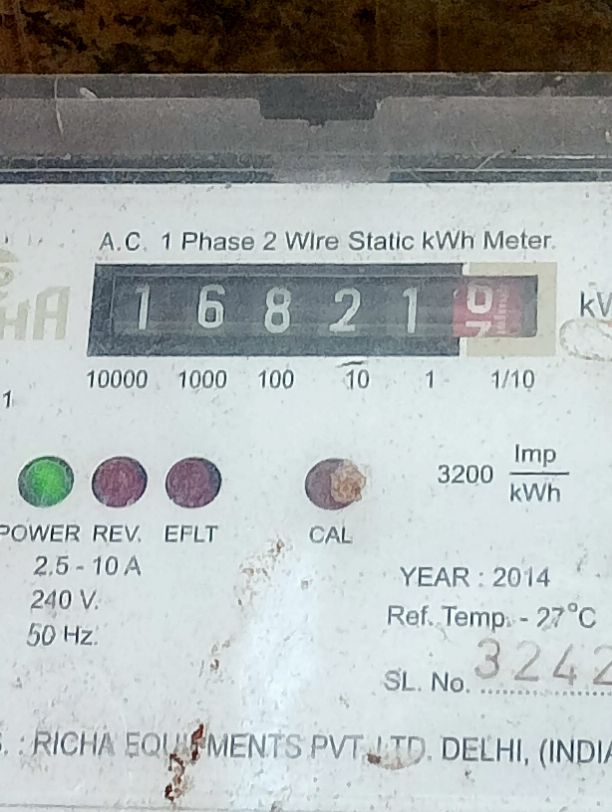 A.C. 1 Phase 2 Wire Static kWh Meter.
1 6 8 2 1
10000 1000 100 10 1 1/10
1
3200 Imp
kWh
POWER REV. EFLT CAL
2.5 - 10 A
240 V.
50 Hz.
YEAR : 2014
Ref. Temp. - 27°C
SL. No. 3242
RICHA EQUIPMENTS PVT. LTD. DELHI, (INDIA